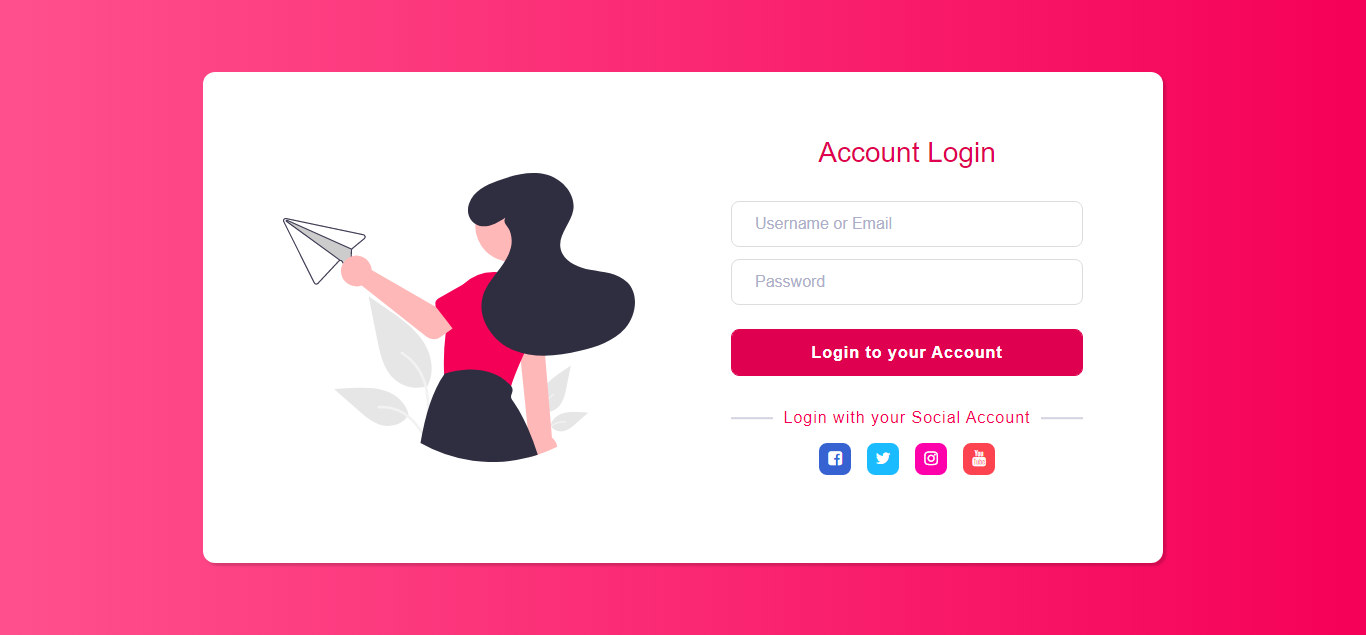 Account Login
Username or Email
Password
Login to your Account
Login with your Social Account
You
Tube